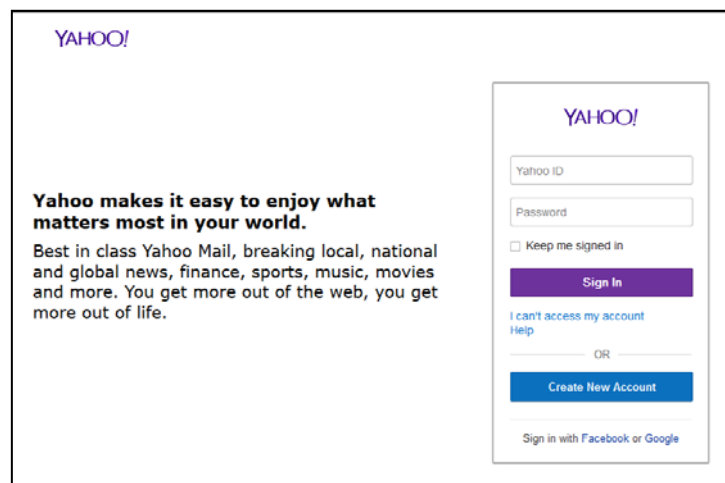 YAHOO!
Yahoo makes it easy to enjoy what
matters most in your world.
Best in class Yahoo Mail, breaking local, national
and global news, finance, sports, music, movies
and more. You get more out of the web, you get
more out of life.
YAHOO!
Yahoo ID
Password
Keep me signed in
Sign In
I can't access my account
Help
OR
Create New Account
Sign in with Facebook or Google